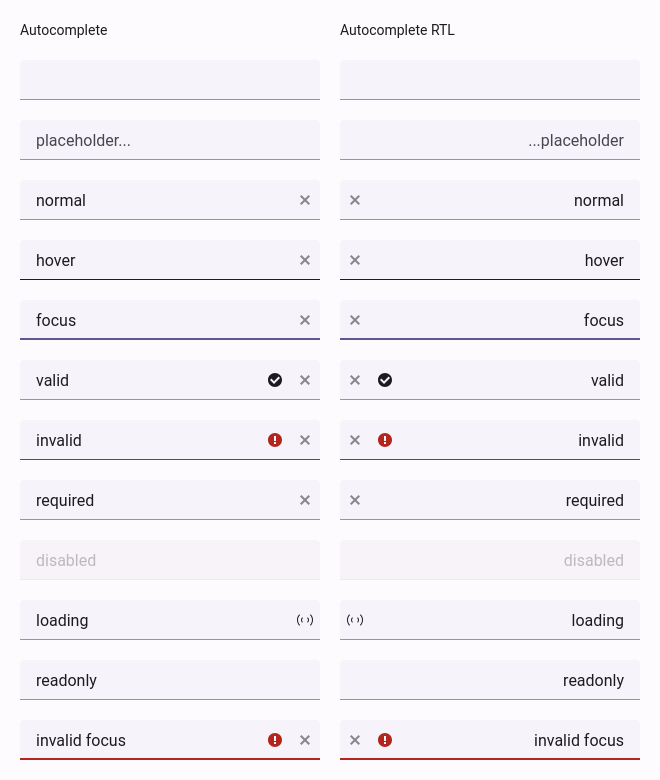 Autocomplete
Autocomplete RTL
placeholder...
...placeholder
normal
normal
hover
hover
focus
focus
valid
valid
invalid
invalid
required
required
disabled
disabled
loading
loading
readonly
readonly
invalid focus
invalid focus